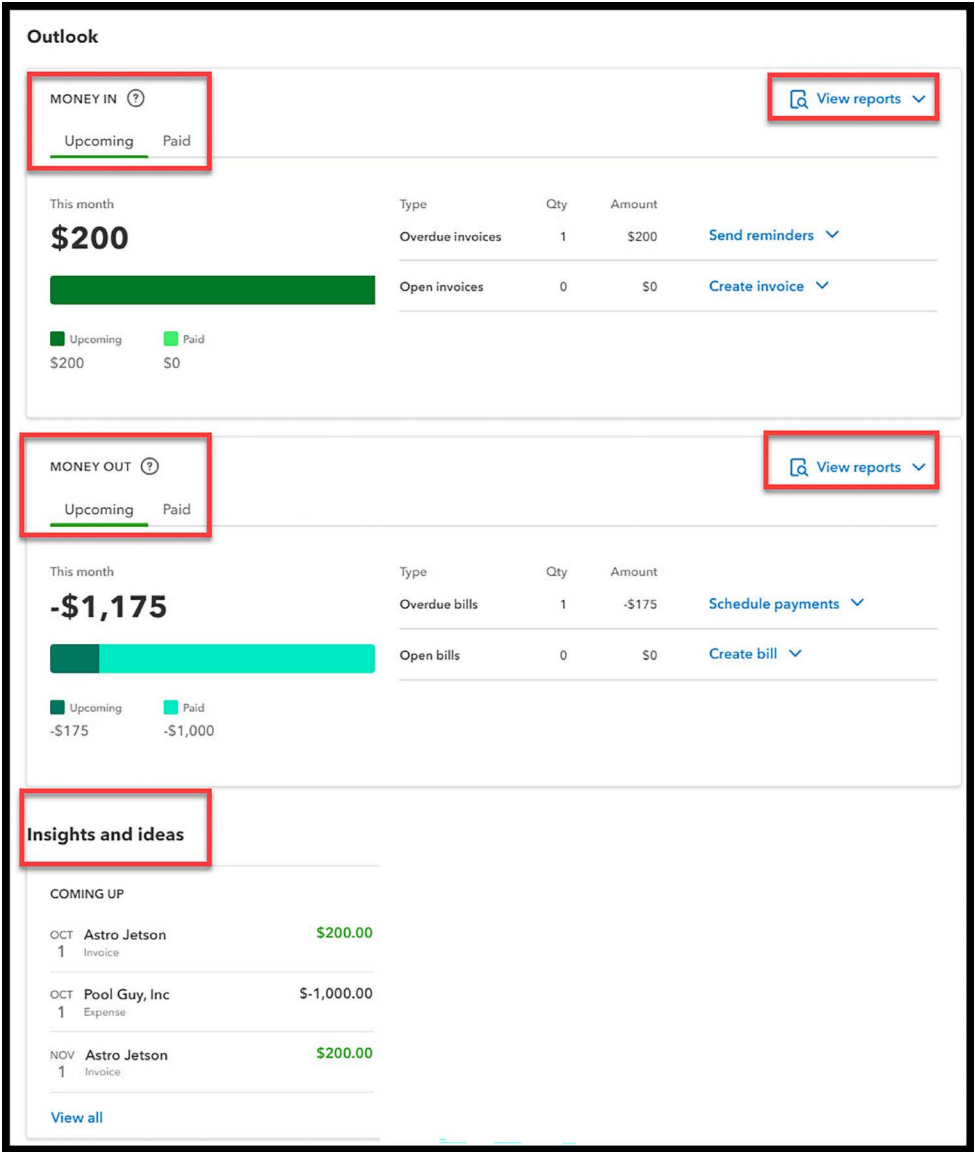 Outlook
MONEY IN ? View reports
Upcoming Paid
This month Type Qty Amount
$200 Overdue invoices 1 $200 Send reminders
Open invoices 0 $0 Create invoice
Upcoming Paid
$200 $0
MONEY OUT ? View reports
Upcoming Paid
This month Type Qty Amount
-$1,175 Overdue bills 1 -$175 Schedule payments
Open bills 0 $0 Create bill
Upcoming Paid
-$175 -$1,000
Insights and ideas
COMING UP
OCT Astro Jetson $200.00
1 Invoice
OCT Pool Guy, Inc $-1,000.00
1 Expense
NOV Astro Jetson $200.00
1 Invoice
View all